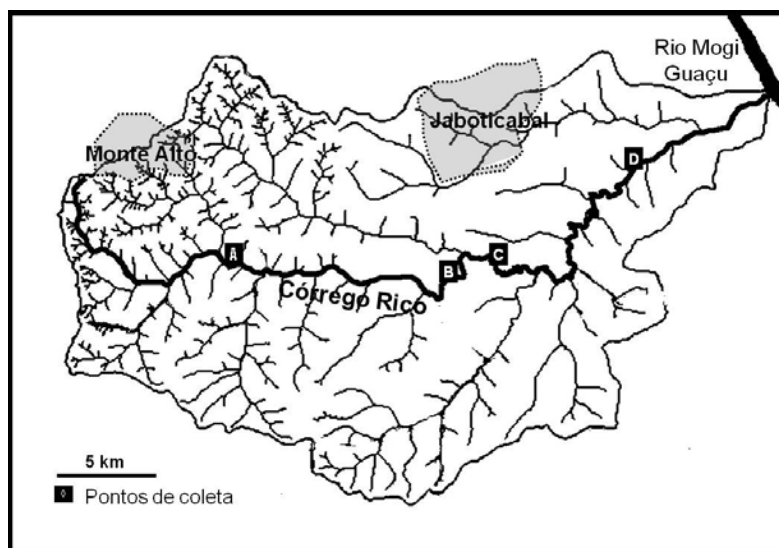 Rio Mogi
Guaçu
Jaboticabal
Monte Alto
D
A
B
C
Córrego Rico
5 km
Pontos de coleta